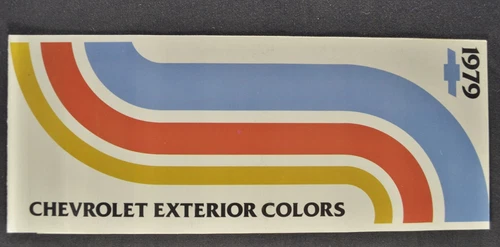 1979
CHEVROLET EXTERIOR COLORS